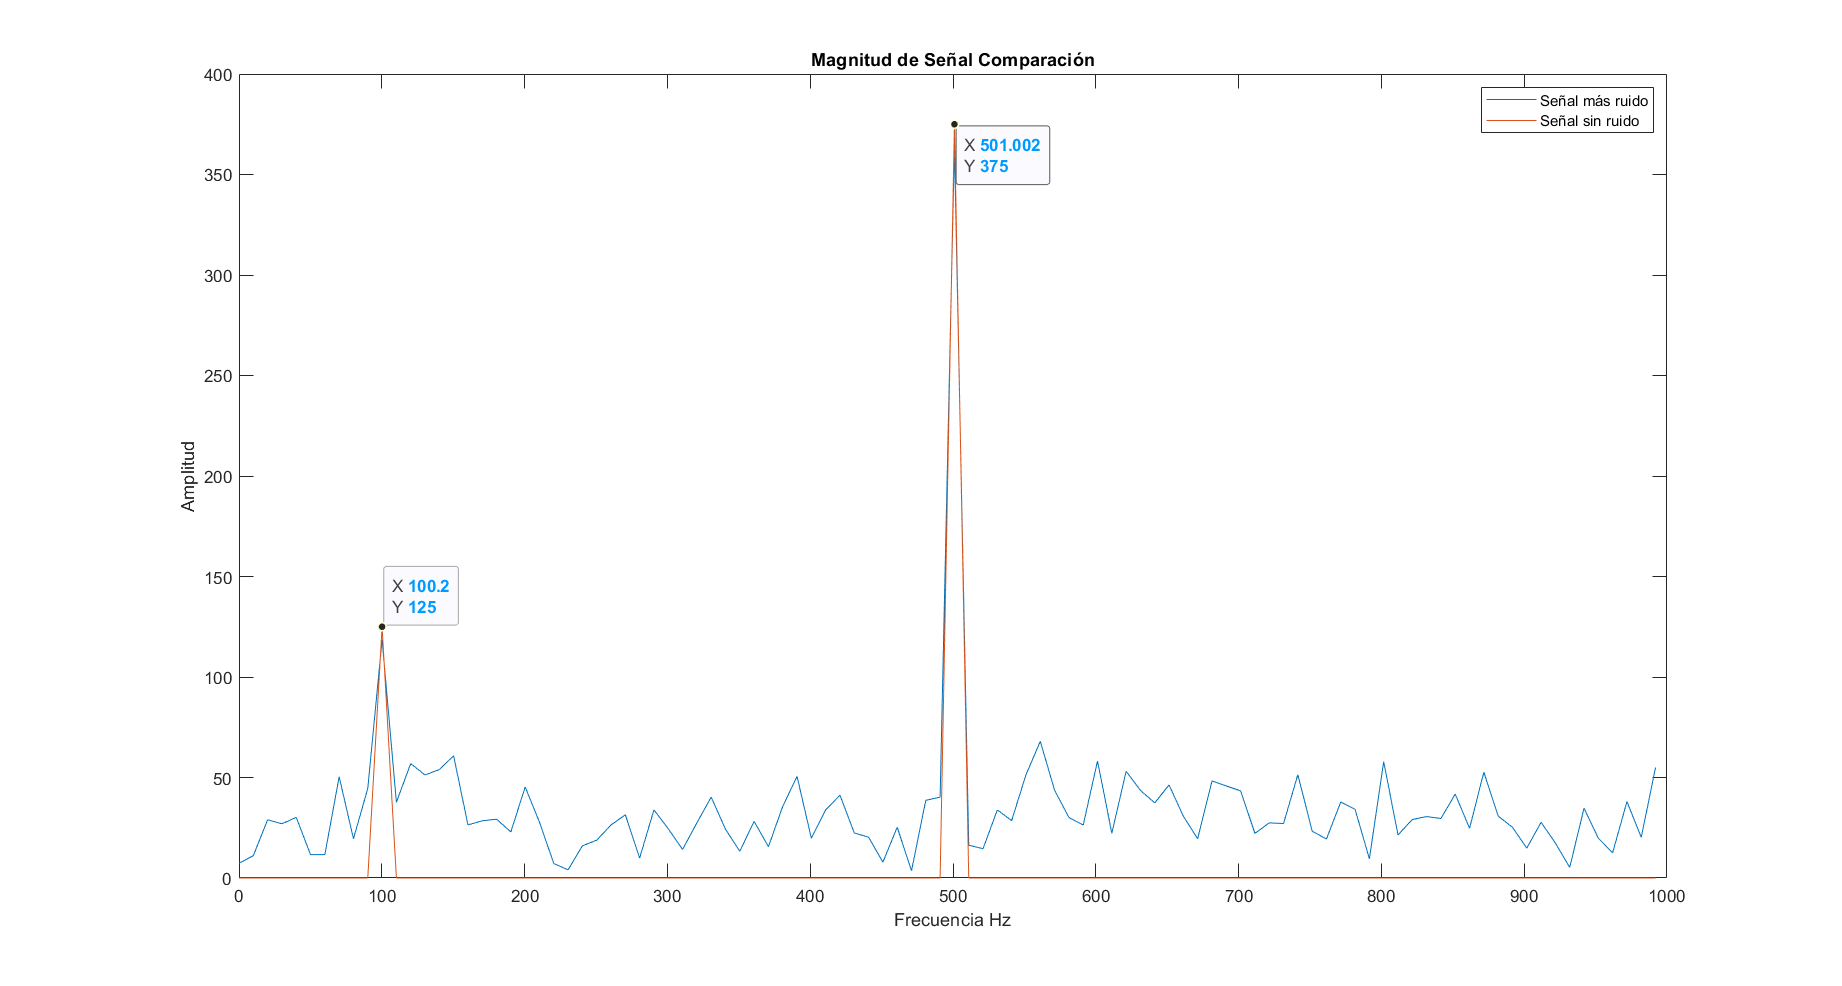 Magnitud de Señal Comparación
400
350
300
250
200
150
100
50
0
Amplitud
Señal más ruido
Señal sin ruido
X 501.002
Y 375
X 100.2
Y 125
0 100 200 300 400 500 600 700 800 900 1000
Frecuencia Hz